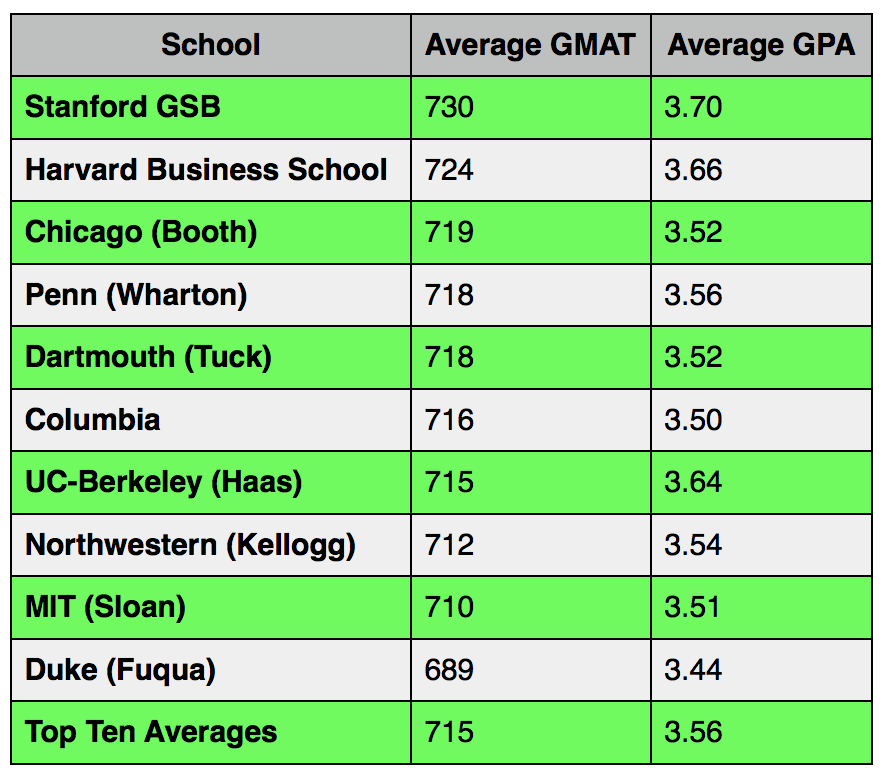 School Average GMAT Average GPA
Stanford GSB 730 3.70
Harvard Business School 724 3.66
Chicago (Booth) 719 3.52
Penn (Wharton) 718 3.56
Dartmouth (Tuck) 718 3.52
Columbia 716 3.50
UC-Berkeley (Haas) 715 3.64
Northwestern (Kellogg) 712 3.54
MIT (Sloan) 710 3.51
Duke (Fuqua) 689 3.44
Top Ten Averages 715 3.56